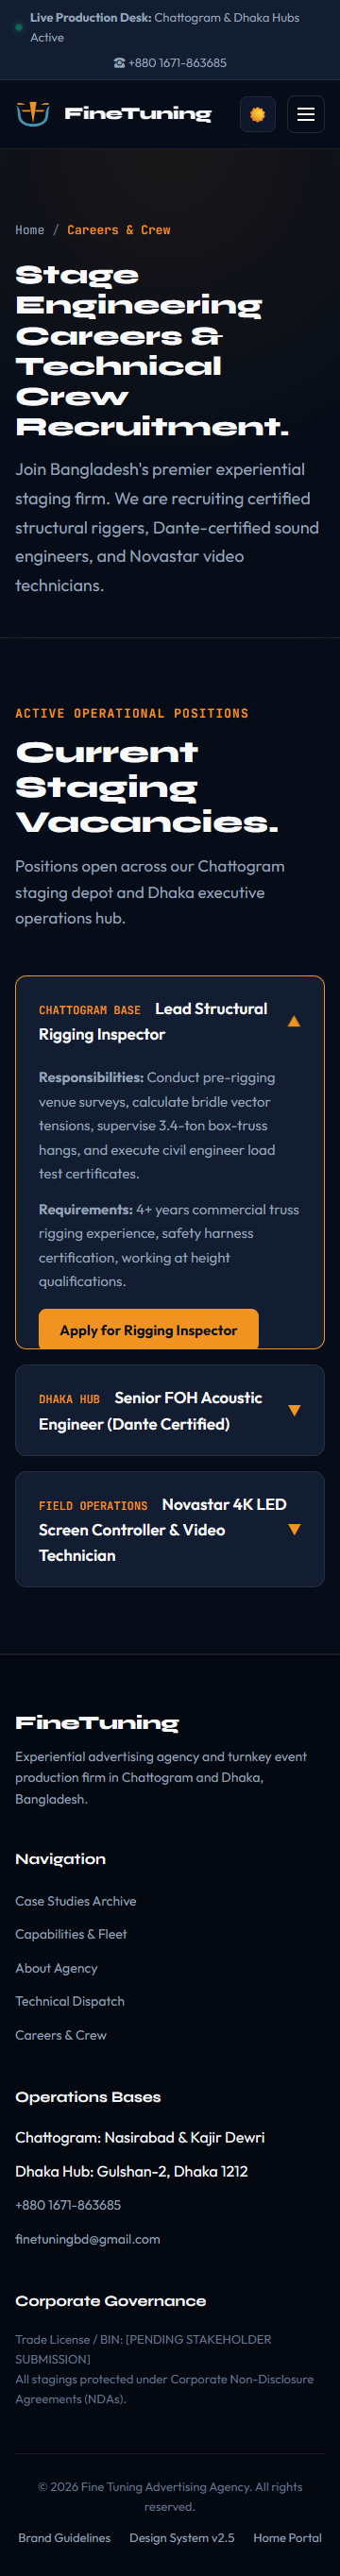 Live Production Desk: Chattogram & Dhaka Hubs
Active
☎ +880 1671-863685
FineTuning
Home / Careers & Crew
Stage
Engineering
Careers &
Technical
Crew
Recruitment.
Join Bangladesh's premier experiential
staging firm. We are recruiting certified
structural riggers, Dante-certified sound
engineers, and Novastar video
technicians.
ACTIVE OPERATIONAL POSITIONS
Current
Staging
Vacancies.
Positions open across our Chattogram
staging depot and Dhaka executive
operations hub.
CHATTOGRAM BASE Lead Structural
Rigging Inspector
Responsibilities: Conduct pre-rigging
venue surveys, calculate bridle vector
tensions, supervise 3.4-ton box-truss
hangs, and execute civil engineer load
test certificates.
Requirements: 4+ years commercial truss
rigging experience, safety harness
certification, working at height
qualifications.
Apply for Rigging Inspector
DHAKA HUB Senior FOH Acoustic
Engineer (Dante Certified)
FIELD OPERATIONS Novastar 4K LED
Screen Controller & Video
Technician
FineTuning
Experiential advertising agency and turnkey event
production firm in Chattogram and Dhaka,
Bangladesh.
Navigation
Case Studies Archive
Capabilities & Fleet
About Agency
Technical Dispatch
Careers & Crew
Operations Bases
Chattogram: Nasirabad & Kajir Dewri
Dhaka Hub: Gulshan-2, Dhaka 1212
+880 1671-863685
finetuningbd@gmail.com
Corporate Governance
Trade License / BIN: [PENDING STAKEHOLDER
SUBMISSION]
All stagings protected under Corporate Non-Disclosure
Agreements (NDAs).
© 2026 Fine Tuning Advertising Agency. All rights
reserved.
Brand Guidelines Design System v2.5 Home Portal